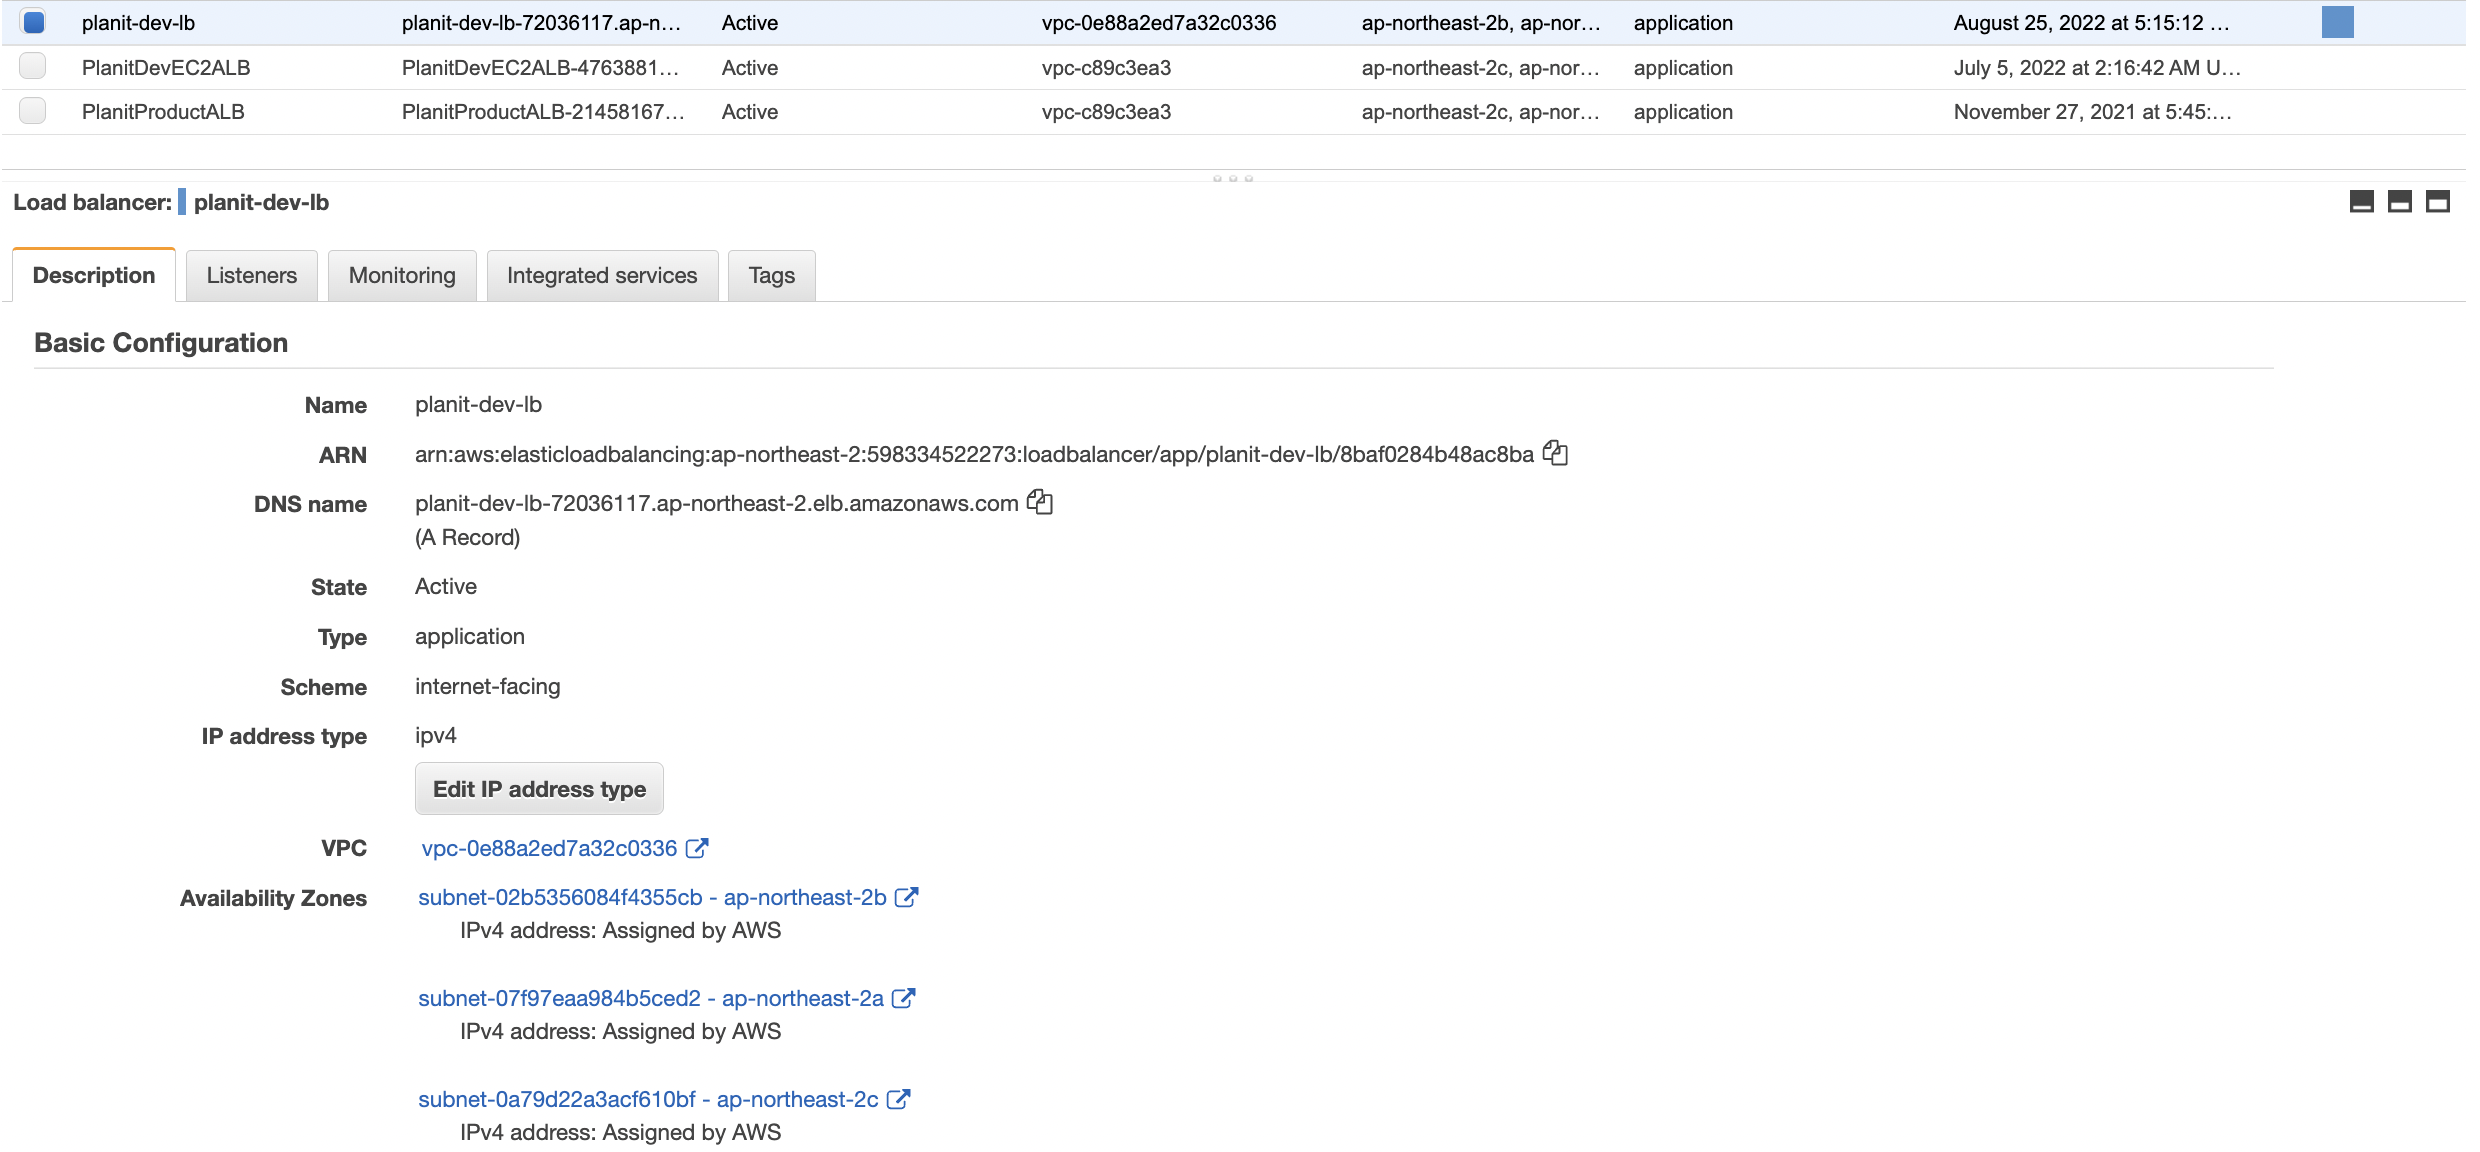 planit-dev-lb planit-dev-lb-72036117.ap-n... Active vpc-0e88a2ed7a32c0336 ap-northeast-2b, ap-nor... application August 25, 2022 at 5:15:12 ...
PlanitDevEC2ALB PlanitDevEC2ALB-4763881... Active vpc-c89c3ea3 ap-northeast-2c, ap-nor... application July 5, 2022 at 2:16:42 AM U...
PlanitProductALB PlanitProductALB-21458167... Active vpc-c89c3ea3 ap-northeast-2c, ap-nor... application November 27, 2021 at 5:45:...
Load balancer: planit-dev-lb
Description Listeners Monitoring Integrated services Tags
Basic Configuration
Name planit-dev-lb
ARN arn:aws:elasticloadbalancing:ap-northeast-2:598334522273:loadbalancer/app/planit-dev-lb/8baf0284b48ac8ba
DNS name planit-dev-lb-72036117.ap-northeast-2.elb.amazonaws.com
(A Record)
State Active
Type application
Scheme internet-facing
IP address type ipv4
Edit IP address type
VPC vpc-0e88a2ed7a32c0336
Availability Zones subnet-02b5356084f4355cb - ap-northeast-2b
IPv4 address: Assigned by AWS
subnet-07f97eaa984b5ced2 - ap-northeast-2a
IPv4 address: Assigned by AWS
subnet-0a79d22a3acf610bf - ap-northeast-2c
IPv4 address: Assigned by AWS